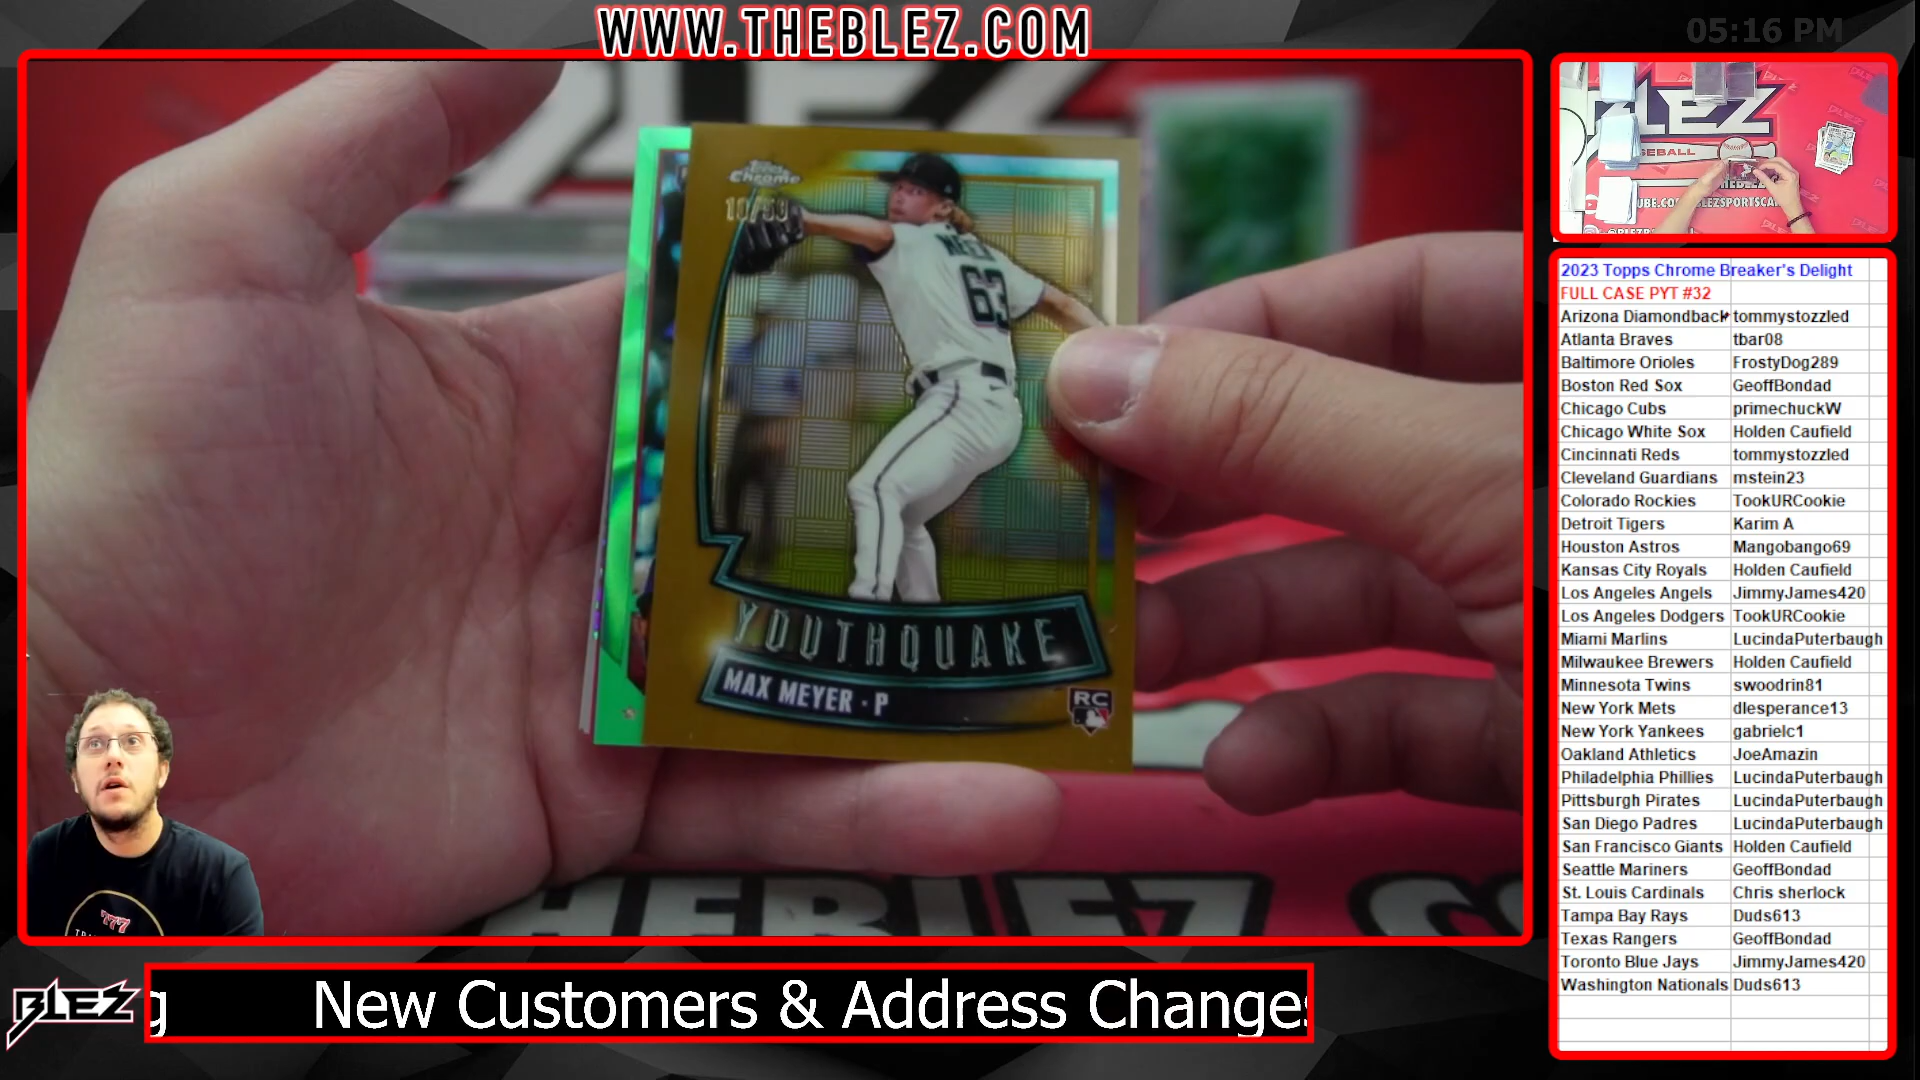 WWW.THEBLEZ.COM
05:16 PM
Topps
Chrome
63
YOUTHQUAKE
MAX MEYER · P
RC
777
BLEZ
g New Customers & Address Changes
BLEZ
2023 Topps Chrome Breaker's Delight
FULL CASE PYT #32
Arizona Diamondback tommystozzled
Atlanta Braves tbar08
Baltimore Orioles FrostyDog289
Boston Red Sox GeoffBondad
Chicago Cubs primechuckW
Chicago White Sox Holden Caufield
Cincinnati Reds tommystozzled
Cleveland Guardians mstein23
Colorado Rockies TookURCookie
Detroit Tigers Karim A
Houston Astros Mangobango69
Kansas City Royals Holden Caufield
Los Angeles Angels JimmyJames420
Los Angeles Dodgers TookURCookie
Miami Marlins LucindaPuterbaugh
Milwaukee Brewers Holden Caufield
Minnesota Twins swoodrin81
New York Mets dlesperance13
New York Yankees gabrielc1
Oakland Athletics JoeAmazin
Philadelphia Phillies LucindaPuterbaugh
Pittsburgh Pirates LucindaPuterbaugh
San Diego Padres LucindaPuterbaugh
San Francisco Giants Holden Caufield
Seattle Mariners GeoffBondad
St. Louis Cardinals Chris sherlock
Tampa Bay Rays Duds613
Texas Rangers GeoffBondad
Toronto Blue Jays JimmyJames420
Washington Nationals Duds613